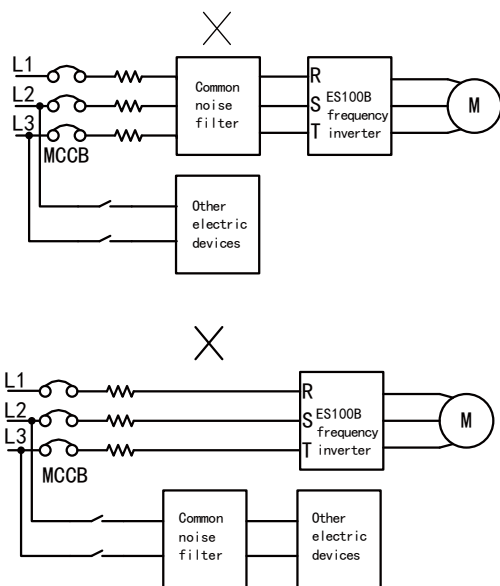 L1
L2
L3
MCCB
Common
noise
filter
R
S
T
ES100B
frequency
inverter
M
Other
electric
devices
L1
L2
L3
MCCB
R
S
T
ES100B
frequency
inverter
M
Common
noise
filter
Other
electric
devices